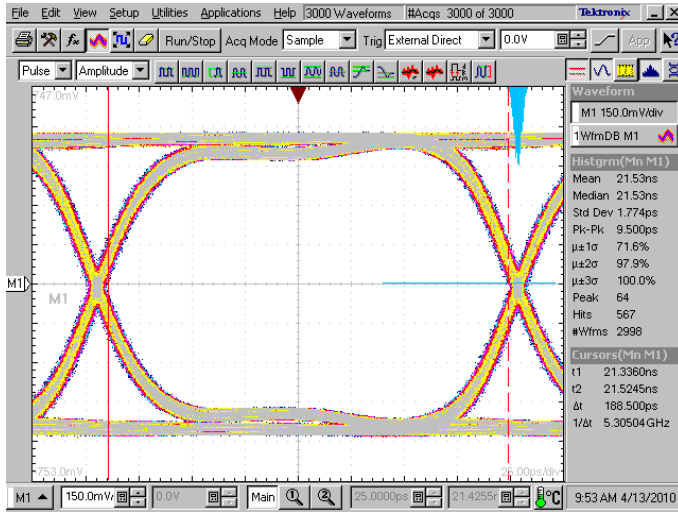 File Edit View Setup Utilities Applications Help 3000 Waveforms #Acqs 3000 of 3000 Tektronix
Run/Stop Acq Mode Sample Trig External Direct 0.0V App
Pulse Amplitude
747.0mV
M1
M1
753.0mV
25.00ps/div
Waveform
M1 150.0mV/div
1WfmDB M1
Histgrm(Mn M1)
Mean 21.53ns
Median 21.53ns
Std Dev 1.774ps
Pk-Pk 9.500ps
µ±1σ 71.6%
µ±2σ 97.9%
µ±3σ 100.0%
Peak 64
Hits 567
#Wfms 2998
Cursors(Mn M1)
t1 21.3360ns
t2 21.5245ns
Δt 188.500ps
1/Δt 5.30504GHz
M1 150.0mV/ 0.0V Main 1 2 25.0000ps 21.4255r °C 9:53 AM 4/13/2010